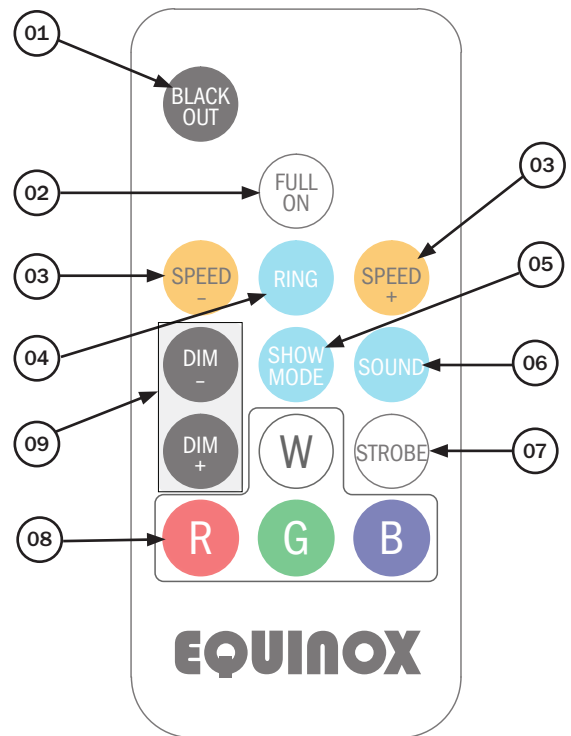 01
BLACK
OUT
02
FULL
ON
03
03
SPEED
–
RING
SPEED
+
05
04
DIM
–
SHOW
MODE
SOUND
06
09
DIM
+
W
STROBE
07
08
R
G
B
EQUINOX